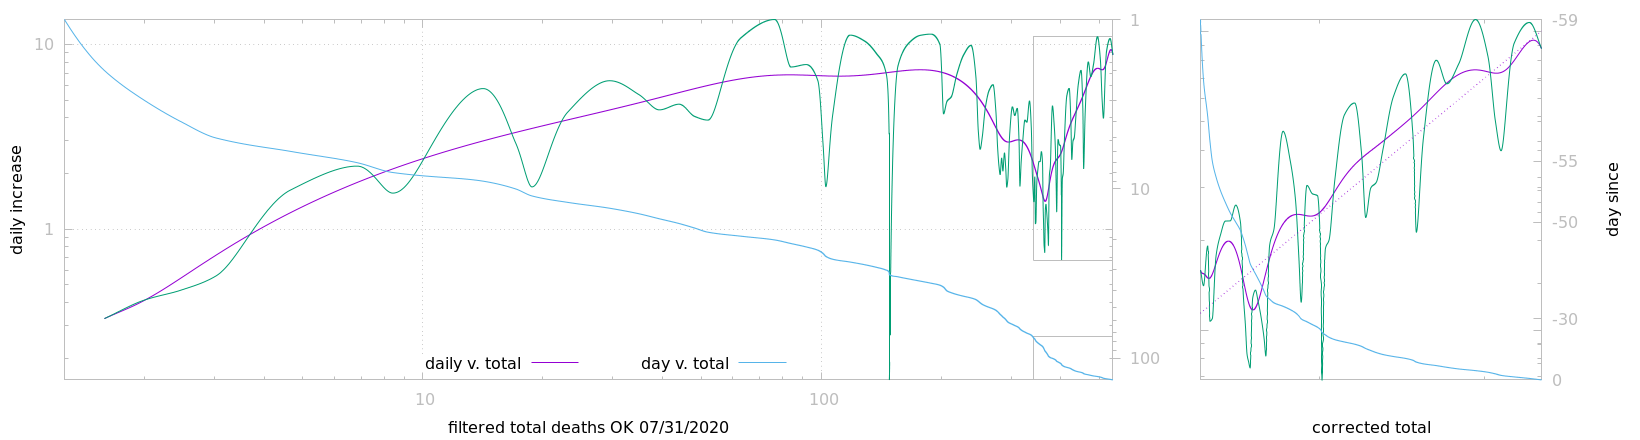 10
1
daily increase
daily v. total
day v. total
10
100
filtered total deaths OK 07/31/2020
1
10
100
-59
-55
-50
-30
0
day since
corrected total